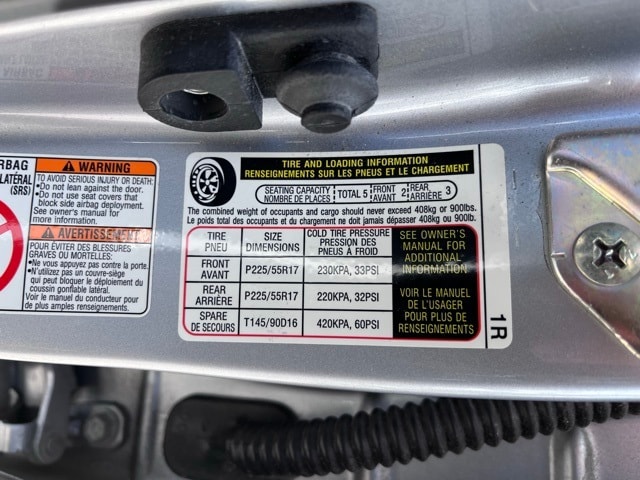 RBAG
LATÉRAL
(SRS)
WARNING
TO AVOID SERIOUS INJURY OR DEATH:
•Do not lean against the door.
•Do not use seat covers that
block side airbag deployment.
See owner's manual for
more information.
AVERTISSEMENT
POUR ÉVITER DES BLESSURES
GRAVES OU MORTELLES:
•Ne vous appuyez pas contre la porte.
•N'utilisez pas un couvre-siège
qui peut bloquer le déploiement du
coussin gonflable latéral.
Voir le manuel du conducteur pour
de plus amples renseignements.
TIRE AND LOADING INFORMATION
RENSEIGNEMENTS SUR LES PNEUS ET LE CHARGEMENT
SEATING CAPACITY TOTAL 5 FRONT 2 REAR 3
NOMBRE DE PLACES AVANT ARRIÈRE
The combined weight of occupants and cargo should never exceed 408kg or 900lbs.
Le poids total des occupants et du chargement ne doit jamais dépasser 408kg ou 900lb.
TIRE SIZE COLD TIRE PRESSURE
PNEU DIMENSIONS PRESSION DES
PNEUS À FROID
FRONT P225/55R17 230KPA, 33PSI
AVANT
REAR P225/55R17 220KPA, 32PSI
ARRIÈRE
SPARE T145/90D16 420KPA, 60PSI
DE SECOURS
SEE OWNER'S
MANUAL FOR
ADDITIONAL
INFORMATION
VOIR LE MANUEL
DE L'USAGER
POUR PLUS DE
RENSEIGNEMENTS
1R